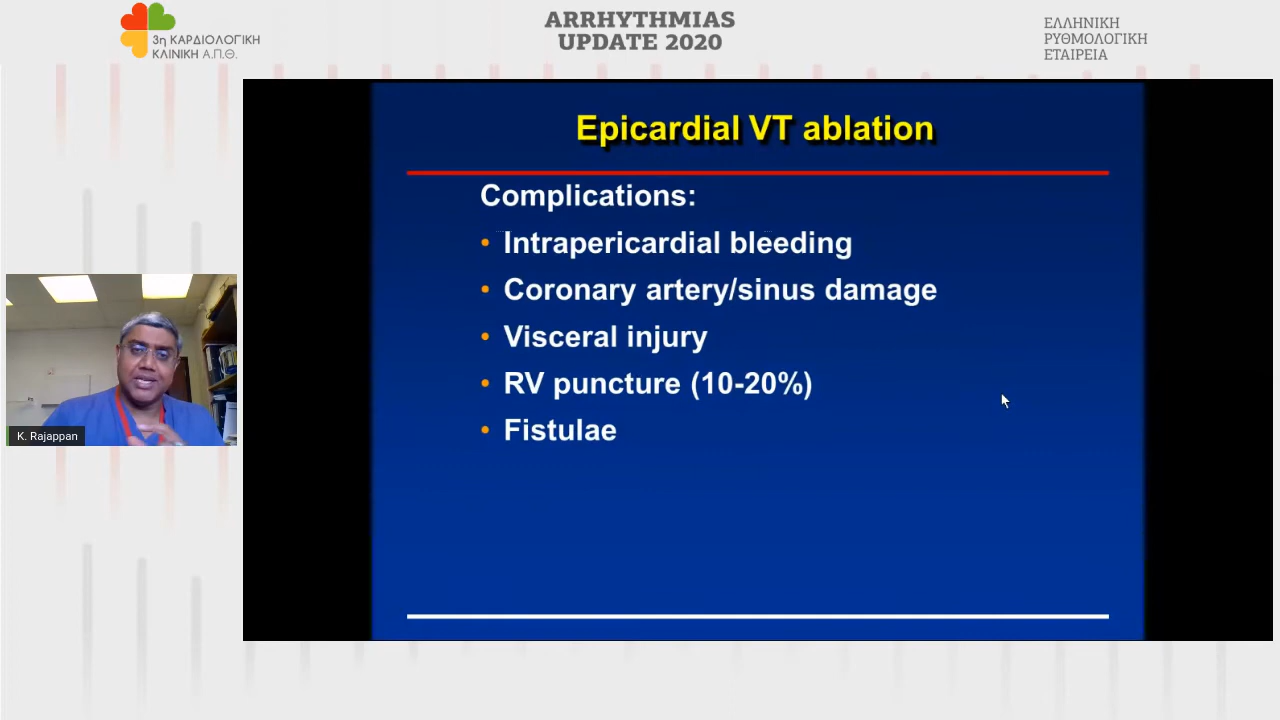 3η ΚΑΡΔΙΟΛΟΓΙΚΗ
ΚΛΙΝΙΚΗ Α.Π.Θ.
ARRHYTHMIAS
UPDATE 2020
ΕΛΛΗΝΙΚΗ
ΡΥΘΜΟΛΟΓΙΚΗ
ΕΤΑΙΡΕΙΑ
Epicardial VT ablation
Complications:
• Intrapericardial bleeding
• Coronary artery/sinus damage
• Visceral injury
• RV puncture (10-20%)
• Fistulae
K. Rajappan